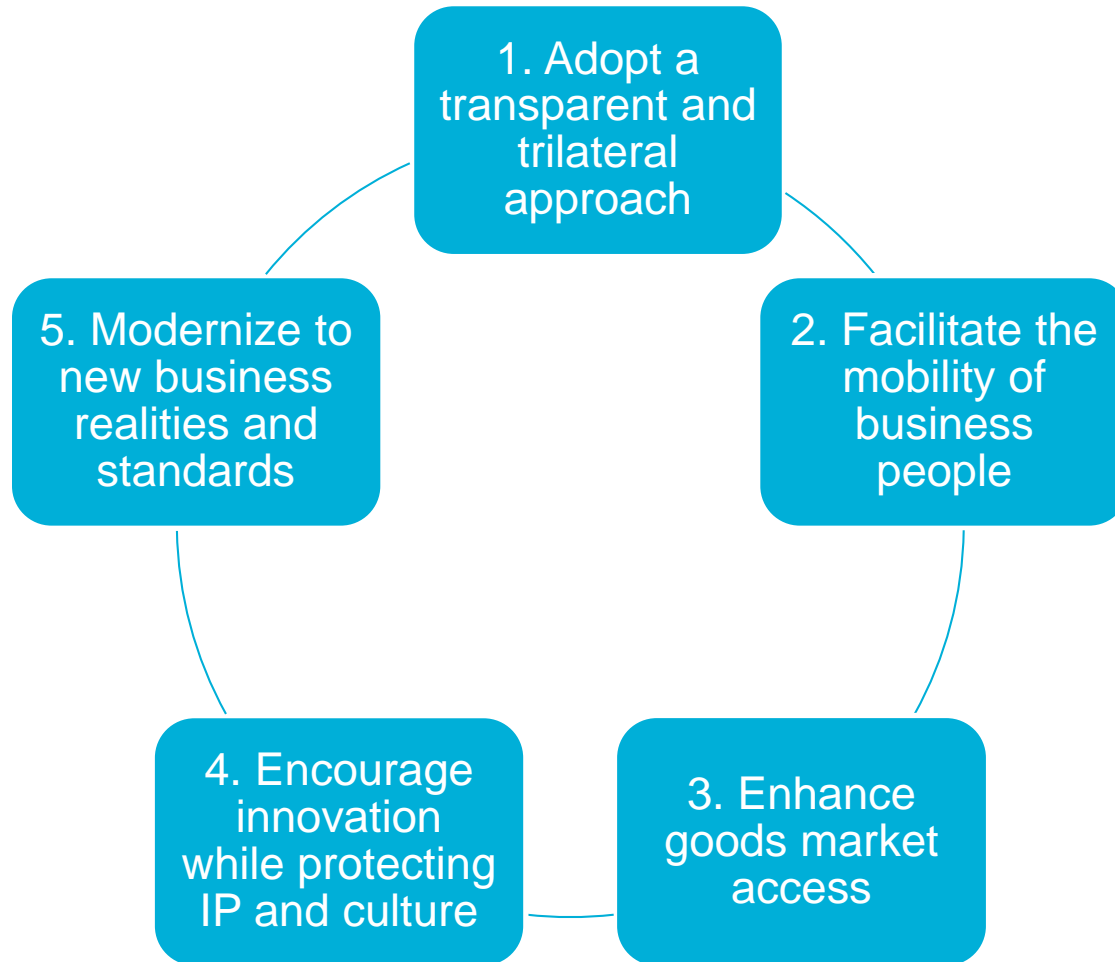 1. Adopt a
transparent and
trilateral
approach
2. Facilitate the
mobility of
business
people
3. Enhance
goods market
access
4. Encourage
innovation
while protecting
IP and culture
5. Modernize to
new business
realities and
standards